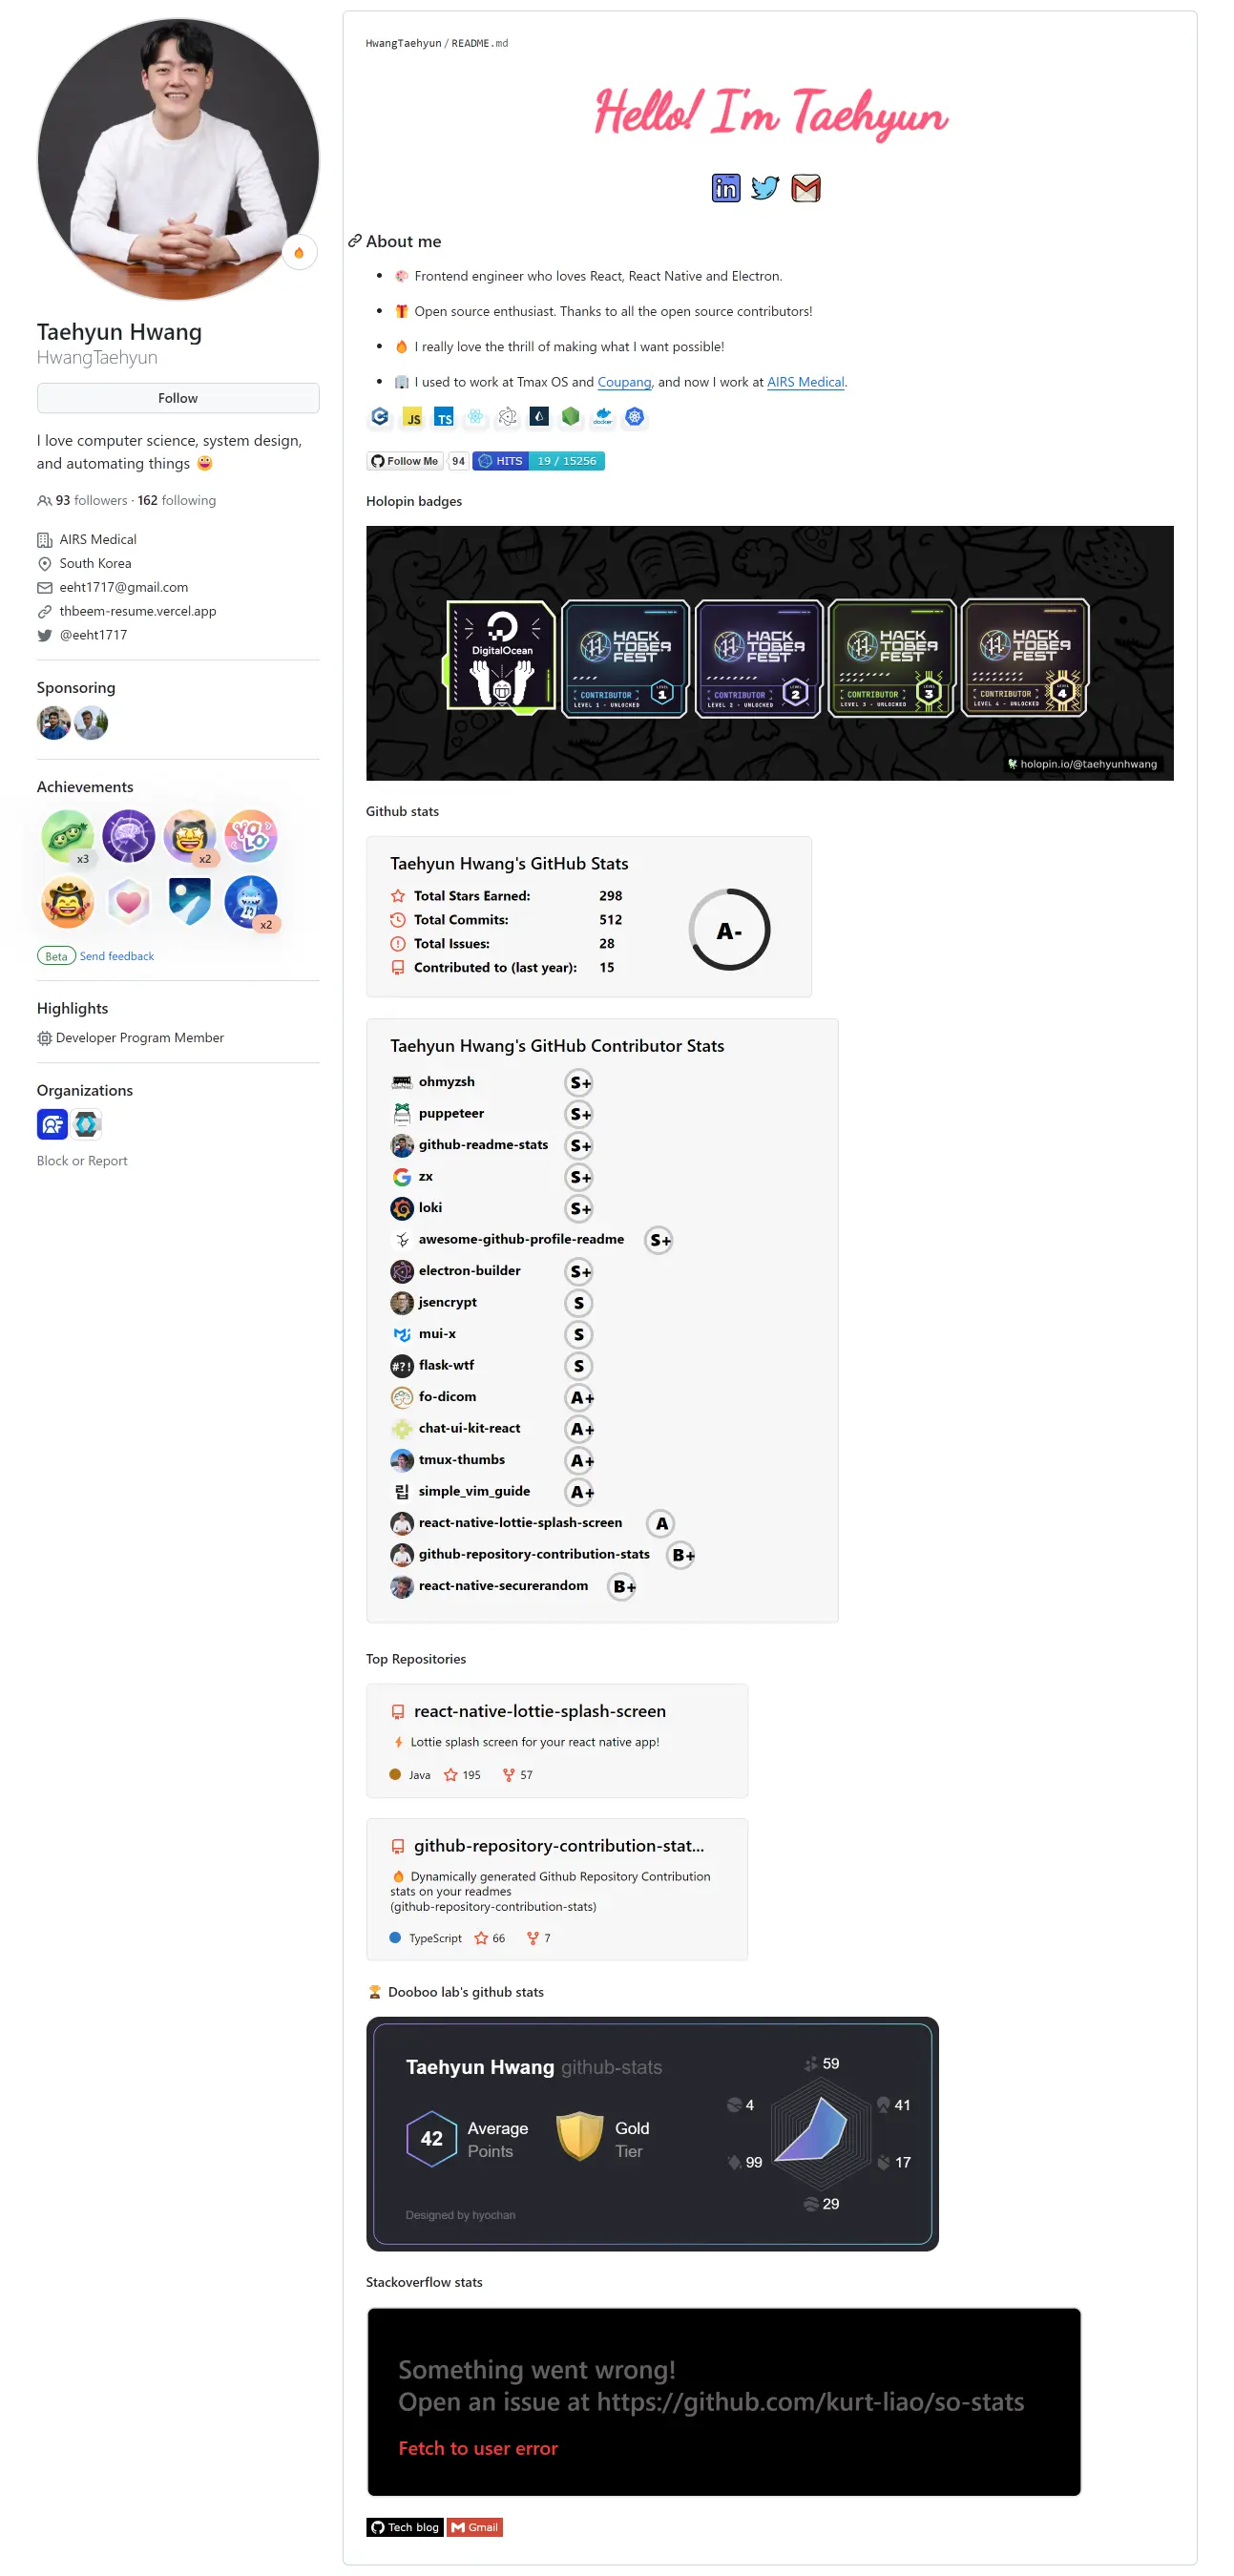 Taehyun Hwang
HwangTaehyun
Follow
I love computer science, system design,
and automating things
93 followers · 162 following
AIRS Medical
South Korea
eeht1717@gmail.com
thbeem-resume.vercel.app
@eeht1717
Sponsoring
Achievements
x3
x2
YOLO
x2
Beta Send feedback
Highlights
Developer Program Member
Organizations
Block or Report
HwangTaehyun / README.md
Hello! I'm Taehyun
in
About me
Frontend engineer who loves React, React Native and Electron.
Open source enthusiast. Thanks to all the open source contributors!
I really love the thrill of making what I want possible!
I used to work at Tmax OS and Coupang, and now I work at AIRS Medical.
C JS TS docker
Follow Me 94 HITS 19 / 15256
Holopin badges
DigitalOcean
HACKTOBERFEST CONTRIBUTOR LEVEL 1 - UNLOCKED LEVEL 1
HACKTOBERFEST CONTRIBUTOR LEVEL 2 - UNLOCKED LEVEL 2
HACKTOBERFEST CONTRIBUTOR LEVEL 3 - UNLOCKED LEVEL 3
HACKTOBERFEST CONTRIBUTOR LEVEL 4 - UNLOCKED LEVEL 4
holopin.io/@taehyunhwang
Github stats
Taehyun Hwang's GitHub Stats
Total Stars Earned: 298
Total Commits: 512
Total Issues: 28
Contributed to (last year): 15
A-
Taehyun Hwang's GitHub Contributor Stats
ohmyzsh S+
puppeteer S+
github-readme-stats S+
zx S+
loki S+
awesome-github-profile-readme S+
electron-builder S+
jsencrypt S
mui-x S
#?! flask-wtf S
fo-dicom A+
chat-ui-kit-react A+
tmux-thumbs A+
립 simple_vim_guide A+
react-native-lottie-splash-screen A
github-repository-contribution-stats B+
react-native-securerandom B+
Top Repositories
react-native-lottie-splash-screen
Lottie splash screen for your react native app!
Java 195 57
github-repository-contribution-stat...
Dynamically generated Github Repository Contribution
stats on your readmes
(github-repository-contribution-stats)
TypeScript 66 7
Dooboo lab's github stats
Taehyun Hwang github-stats
42 Average Points
Gold Tier
59
4 41
99 17
29
Designed by hyochan
Stackoverflow stats
Something went wrong!
Open an issue at https://github.com/kurt-liao/so-stats
Fetch to user error
Tech blog Gmail